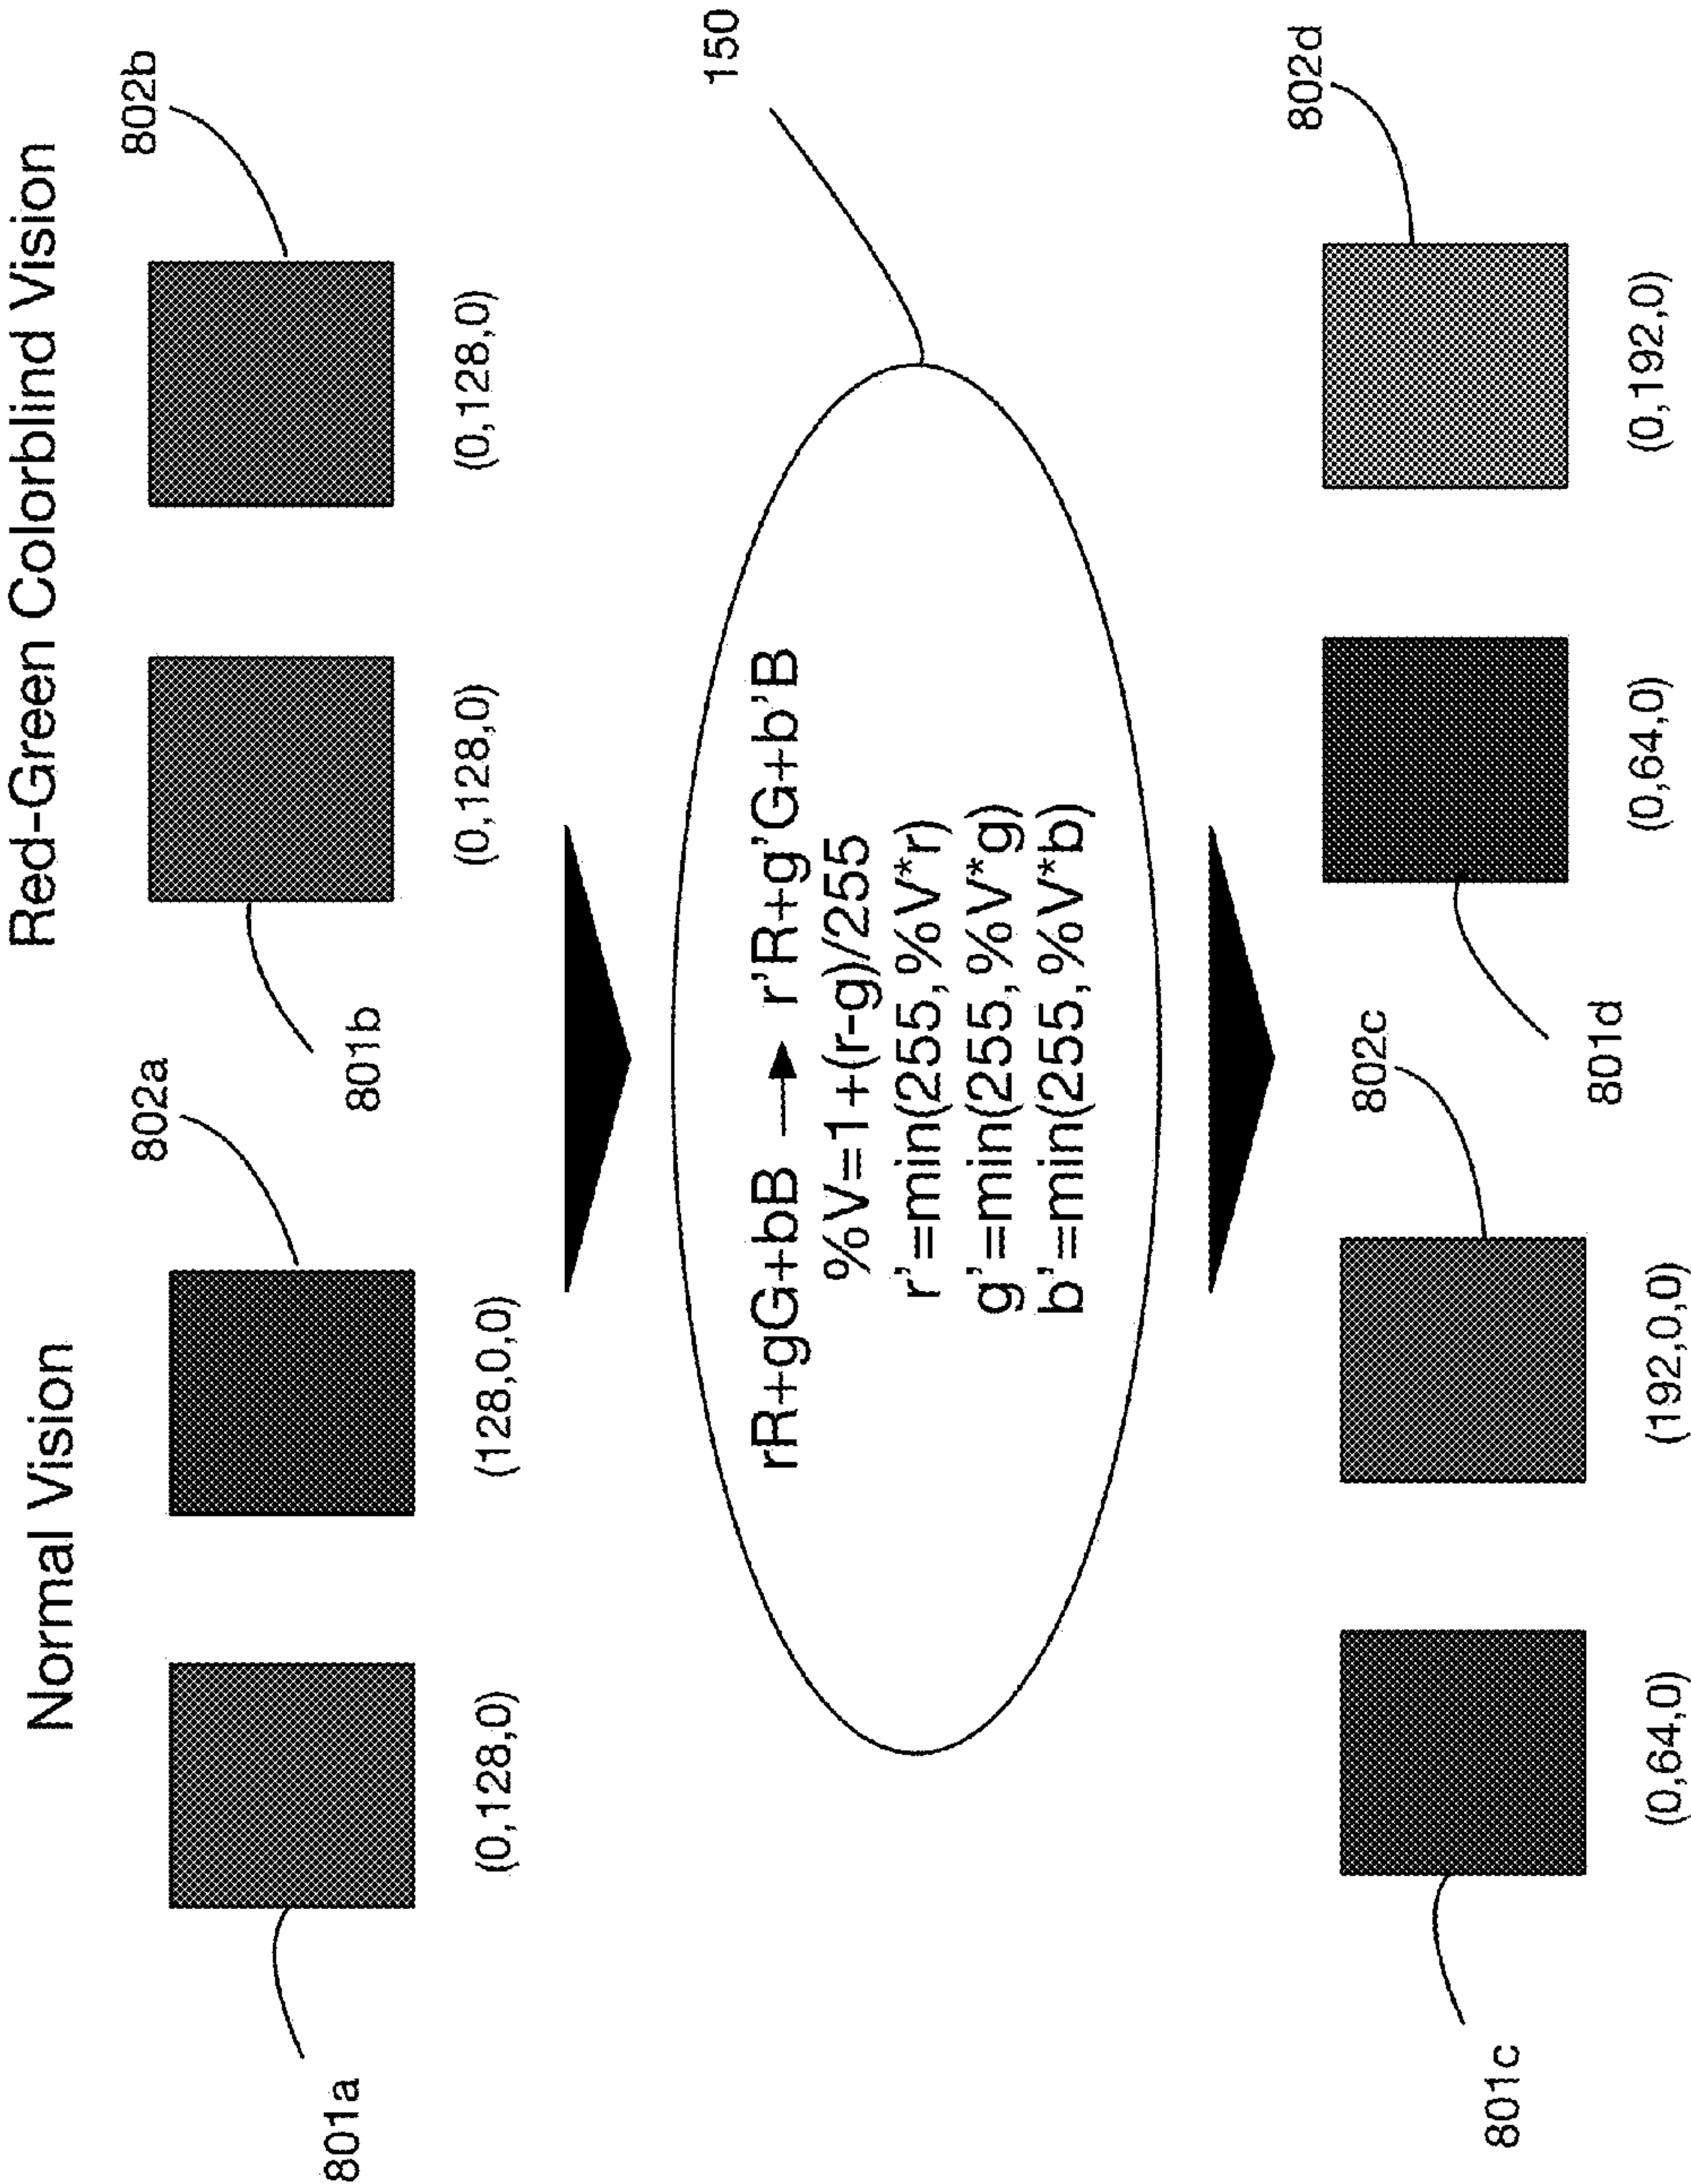 Normal Vision
Red-Green Colorblind Vision
802a
802b
801a
801b
(0,128,0)
(128,0,0)
(0,128,0)
(0,128,0)
150
rR+gG+bB → r’R+g’G+b’B
%V=1+(r-g)/255
r’=min(255,%V*r)
g’=min(255,%V*g)
b’=min(255,%V*b)
802c
802d
801c
801d
(0,64,0)
(192,0,0)
(0,64,0)
(0,192,0)